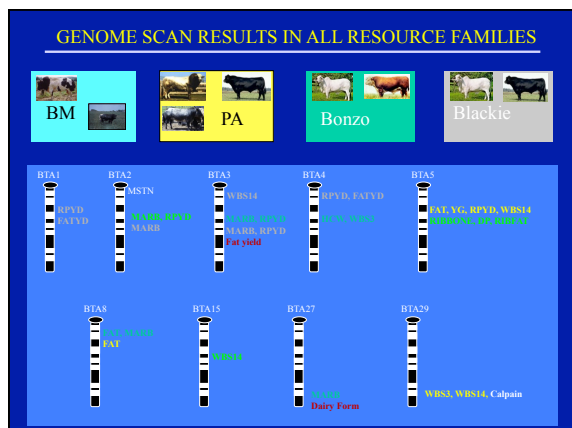 GENOME SCAN RESULTS IN ALL RESOURCE FAMILIES
BM
PA
Bonzo
Blackie
BTA1
RPYD
FATYD
BTA2
MSTN
MARB, RPYD
MARB
BTA3
WBS14
MARB, RPYD
MARB, RPYD
Fat yield
BTA4
RPYD, FATYD
BTA5
FAT, YG, RPYD, WBS14
RIBBONE, DP, RIBFAT
BTA8
FAT, MARB
FAT
BTA15
WBS14
BTA27
MARB
Dairy Form
BTA29
WBS3, WBS14, Calpain